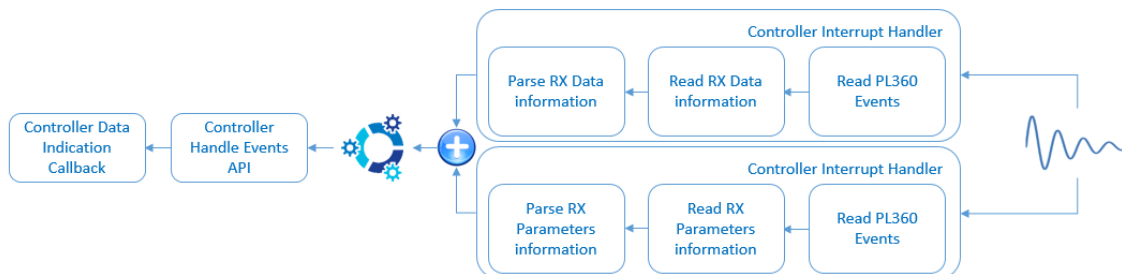 Controller Interrupt Handler
Parse RX Data
information
Read RX Data
information
Read PL360
Events
Controller Data
Indication
Callback
Controller
Handle Events
API
Controller Interrupt Handler
Parse RX
Parameters
information
Read RX
Parameters
information
Read PL360
Events